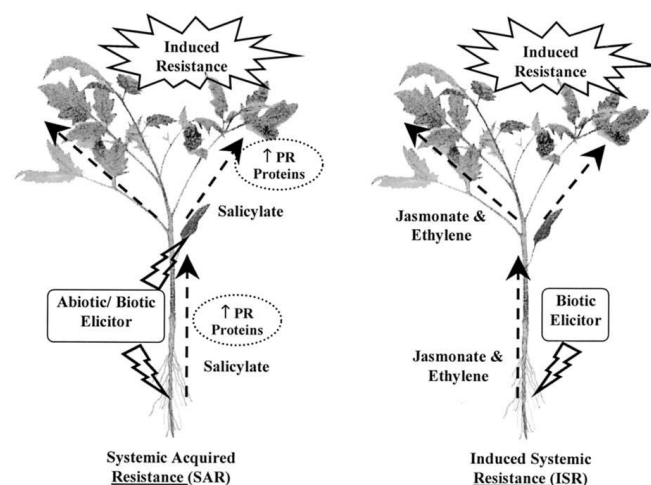 Induced
Resistance
↑ PR
Proteins
Salicylate
Abiotic/ Biotic
Elicitor
↑ PR
Proteins
Salicylate
Systemic Acquired
Resistance (SAR)
Induced
Resistance
Jasmonate &
Ethylene
Biotic
Elicitor
Jasmonate &
Ethylene
Induced Systemic
Resistance (ISR)